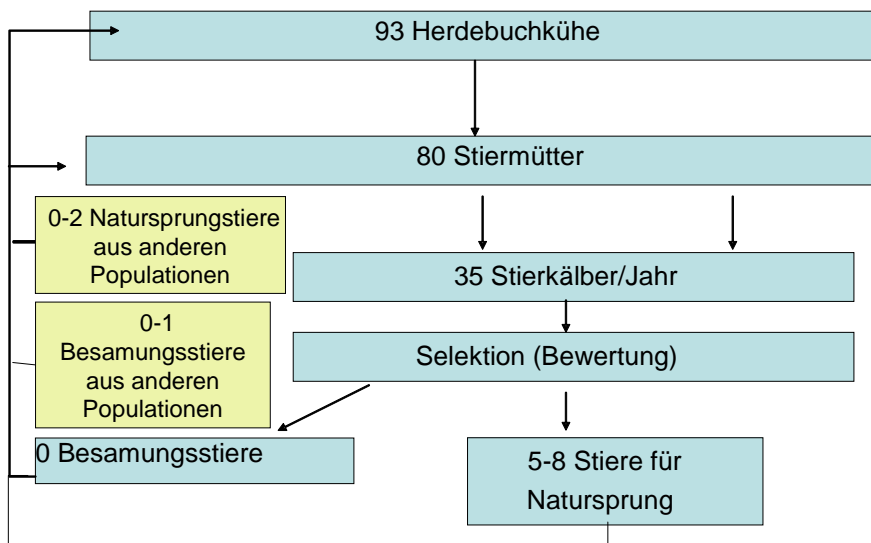 93 Herdebuchkühe
80 Stiermütter
0-2 Natursprungstiere
aus anderen
Populationen
35 Stierkälber/Jahr
0-1
Besamungsstiere
aus anderen
Populationen
Selektion (Bewertung)
0 Besamungsstiere
5-8 Stiere für
Natursprung